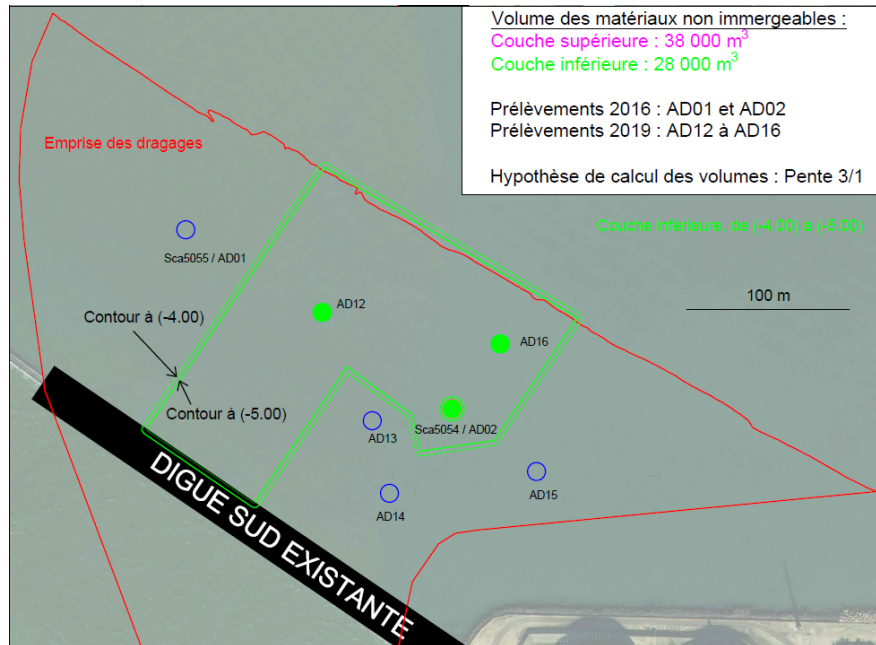 Volume des matériaux non immergeables :
Couche supérieure : 38 000 m³
Couche inférieure : 28 000 m³
Prélèvements 2016 : AD01 et AD02
Prélèvements 2019 : AD12 à AD16
Hypothèse de calcul des volumes : Pente 3/1
Emprise des dragages
Couche inférieure, de (-4.00) à (-5.00)
Sca5055 / AD01
100 m
AD12
Contour à (-4.00)
AD16
Contour à (-5.00)
AD13
Sca5054 / AD02
AD15
AD14
DIGUE SUD EXISTANTE